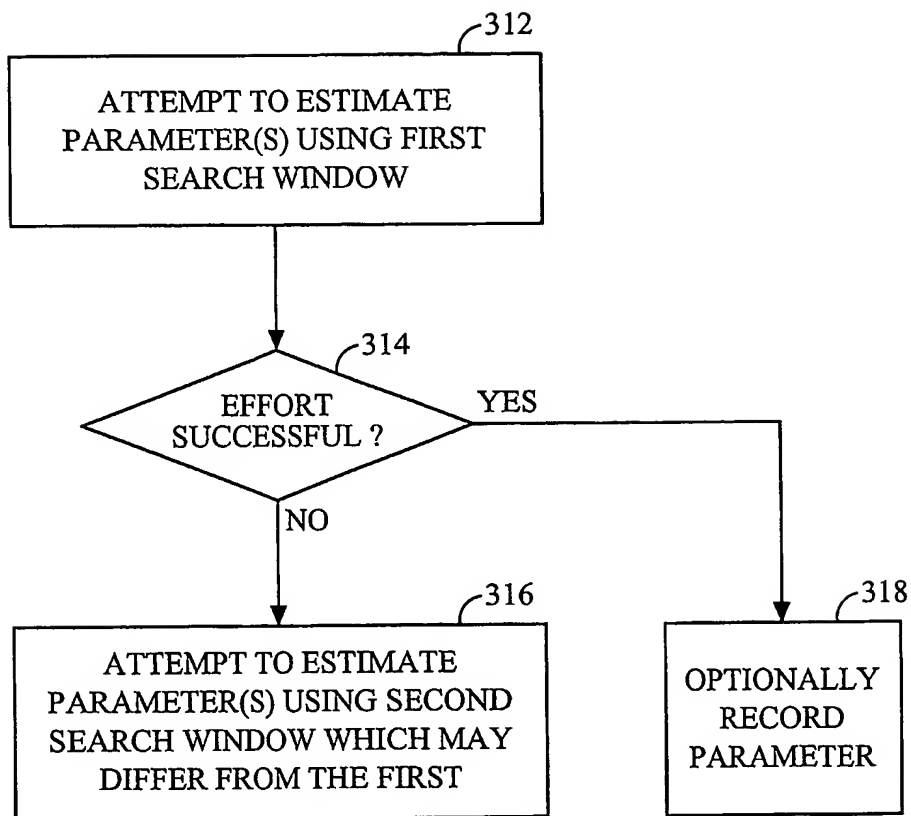 312
ATTEMPT TO ESTIMATE
PARAMETER(S) USING FIRST
SEARCH WINDOW
314
EFFORT
SUCCESSFUL ?
YES
NO
316
ATTEMPT TO ESTIMATE
PARAMETER(S) USING SECOND
SEARCH WINDOW WHICH MAY
DIFFER FROM THE FIRST
318
OPTIONALLY
RECORD
PARAMETER